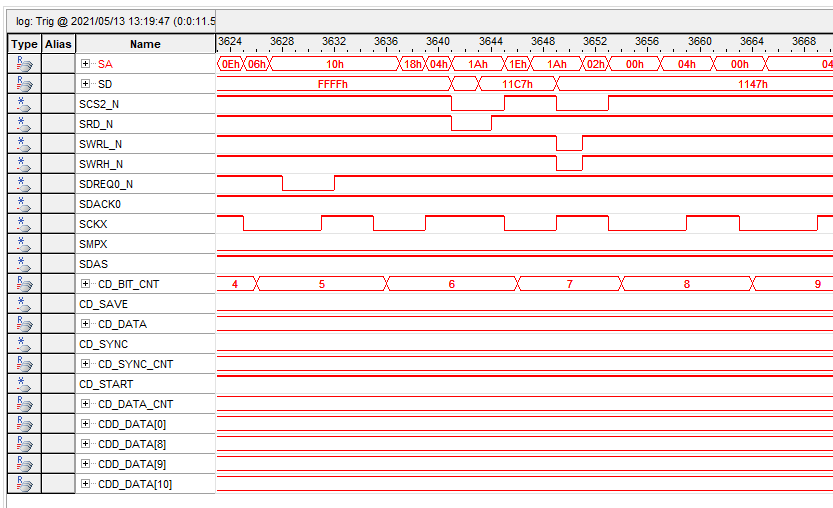 log: Trig @ 2021/05/13 13:19:47 (0:0:11.5
Type Alias Name 3624 3628 3632 3636 3640 3644 3648 3652 3656 3660 3664 3668
SA 0Eh 06h 10h 18h 04h 1Ah 1Eh 1Ah 02h 00h 04h 00h 04
SD FFFFh 11C7h 1147h
SCS2_N
SRD_N
SWRL_N
SWRH_N
SDREQ0_N
SDACK0
SCKX
SMPX
SDAS
CD_BIT_CNT 4 5 6 7 8 9
CD_SAVE
CD_DATA
CD_SYNC
CD_SYNC_CNT
CD_START
CD_DATA_CNT
CDD_DATA[0]
CDD_DATA[8]
CDD_DATA[9]
CDD_DATA[10]